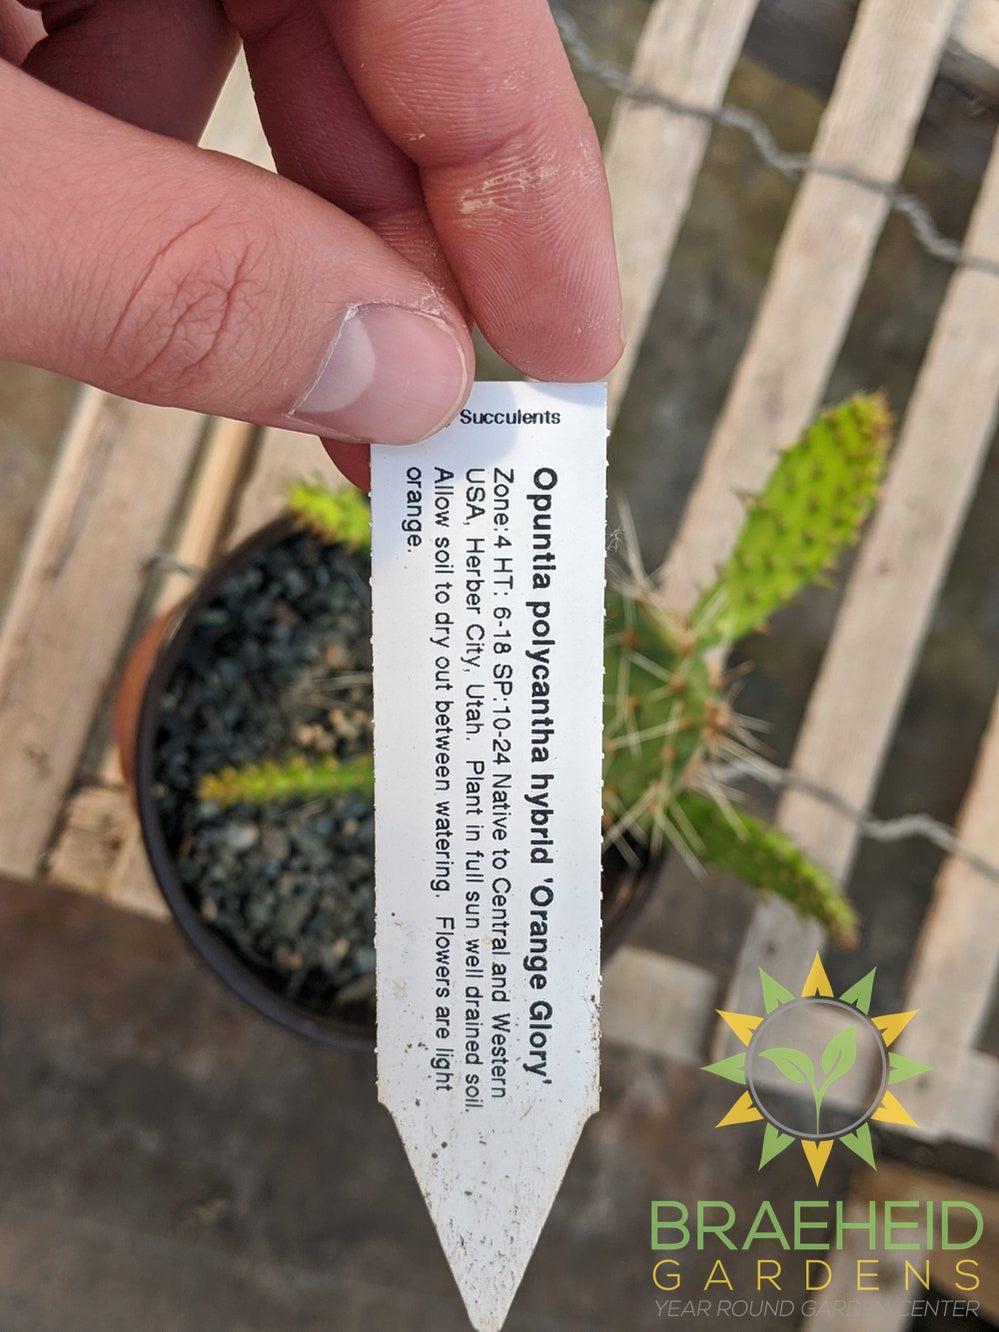 Succulents
Opuntia polycantha hybrid 'Orange Glory'
Zone:4 HT: 6-18 SP:10-24 Native to Central and Western
USA, Herber City, Utah. Plant in full sun well drained soil.
Allow soil to dry out between watering. Flowers are light
orange.
BRAEHEID
GARDENS
YEAR ROUND GARDEN CENTER